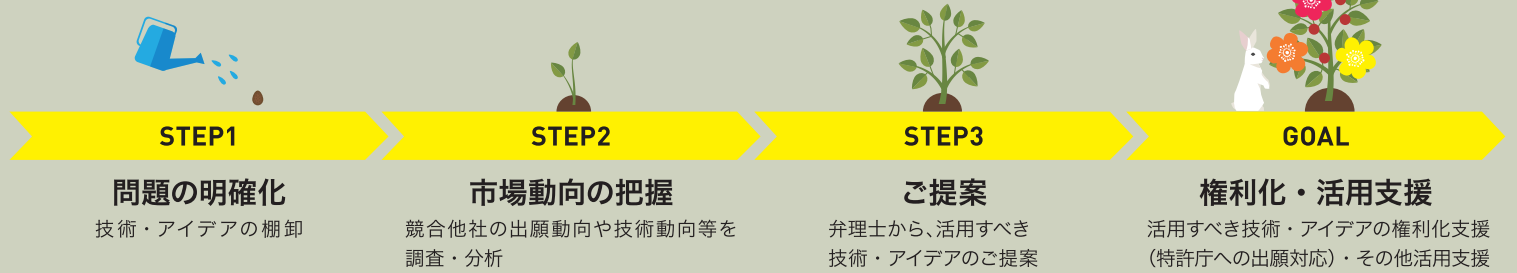 STEP1
問題の明確化
技術・アイデアの棚卸
STEP2
市場動向の把握
競合他社の出願動向や技術動向等を
調査・分析
STEP3
ご提案
弁理士から、活用すべき
技術・アイデアのご提案
GOAL
権利化・活用支援
活用すべき技術・アイデアの権利化支援
（特許庁への出願対応）・その他活用支援